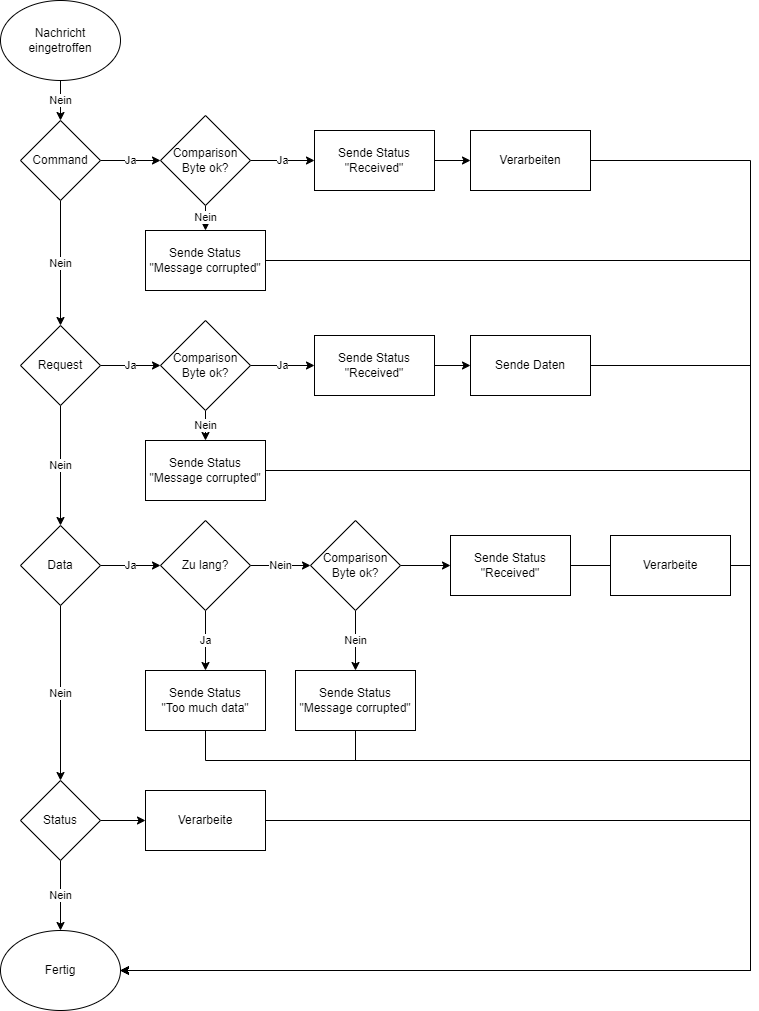 Nachricht
eingetroffen
Nein
Command
Ja
Comparison
Byte ok?
Ja
Sende Status
"Received"
Verarbeiten
Nein
Sende Status
"Message corrupted"
Nein
Request
Ja
Comparison
Byte ok?
Ja
Sende Status
"Received"
Sende Daten
Nein
Sende Status
"Message corrupted"
Nein
Data
Ja
Zu lang?
Nein
Comparison
Byte ok?
Sende Status
"Received"
Verarbeite
Ja
Nein
Sende Status
"Too much data"
Sende Status
"Message corrupted"
Nein
Status
Verarbeite
Nein
Fertig